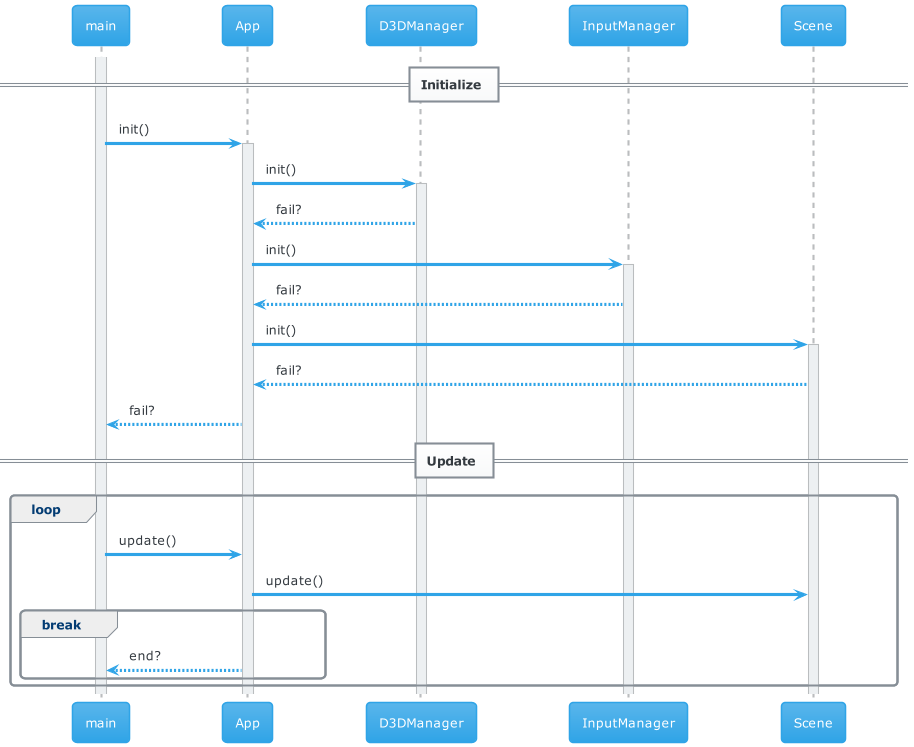 main App D3DManager InputManager Scene
Initialize
init()
init()
fail?
init()
fail?
init()
fail?
fail?
Update
loop
update()
update()
break
end?
main App D3DManager InputManager Scene